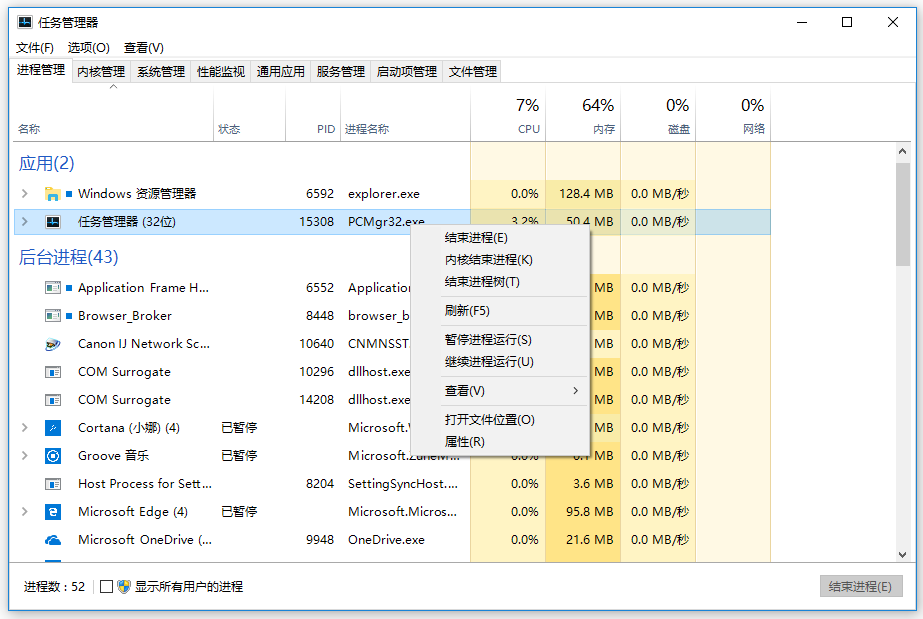 任务管理器
文件(F) 选项(O) 查看(V)
进程管理 内核管理 系统管理 性能监视 通用应用 服务管理 启动项管理 文件管理
7% 64% 0% 0%
名称 状态 PID 进程名称 CPU 内存 磁盘 网络
应用(2)
Windows 资源管理器 6592 explorer.exe 0.0% 128.4 MB 0.0 MB/秒
任务管理器 (32位) 15308 PCMgr32.exe 3.2% 50.4 MB 0.0 MB/秒
结束进程(E)
后台进程(43)
内核结束进程(K)
结束进程树(T)
Application Frame H... 6552 Application MB 0.0 MB/秒
刷新(F5)
Browser_Broker 8448 browser_b MB 0.0 MB/秒
暂停进程运行(S)
Canon IJ Network Sc... 10640 CNMNSST MB 0.0 MB/秒
继续进程运行(U)
COM Surrogate 10296 dllhost.exe MB 0.0 MB/秒
查看(V)
COM Surrogate 14208 dllhost.exe MB 0.0 MB/秒
打开文件位置(O)
Cortana (小娜) (4) 已暂停 Microsoft. MB 0.0 MB/秒
属性(R)
Groove 音乐 已暂停 Microsoft.ZuneM... 0.0% 0.1 MB 0.0 MB/秒
Host Process for Sett... 8204 SettingSyncHost.... 0.0% 3.6 MB 0.0 MB/秒
Microsoft Edge (4) 已暂停 Microsoft.Micros... 0.0% 95.8 MB 0.0 MB/秒
Microsoft OneDrive (... 9948 OneDrive.exe 0.0% 21.6 MB 0.0 MB/秒
进程数：52 显示所有用户的进程 结束进程(E)